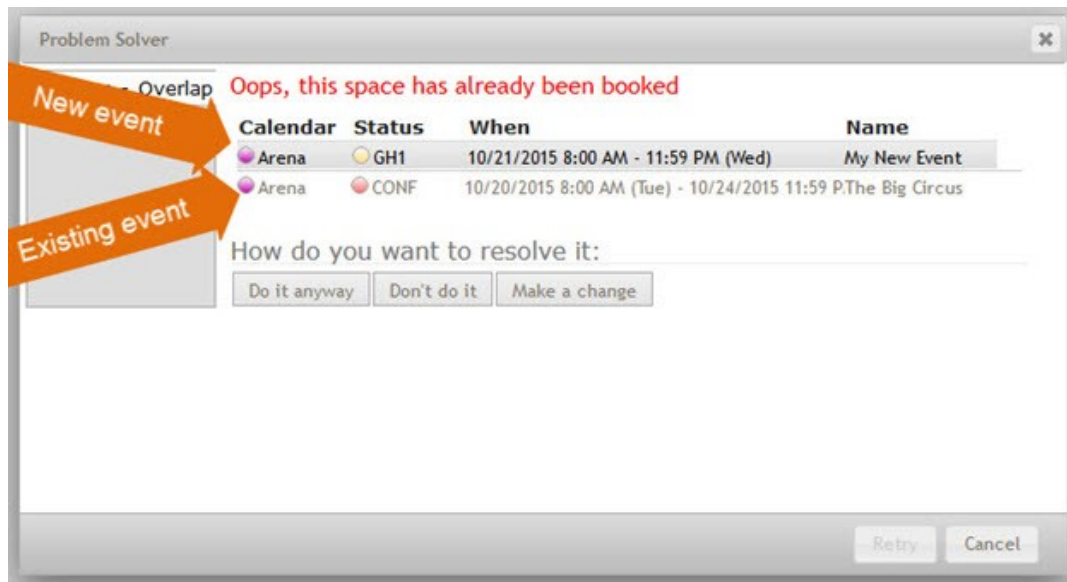 Problem Solver
Overlap
Oops, this space has already been booked
New event
Calendar Status When Name
Arena GH1 10/21/2015 8:00 AM - 11:59 PM (Wed) My New Event
Arena CONF 10/20/2015 8:00 AM (Tue) - 10/24/2015 11:59 P.The Big Circus
Existing event
How do you want to resolve it:
Do it anyway Don't do it Make a change
Retry Cancel